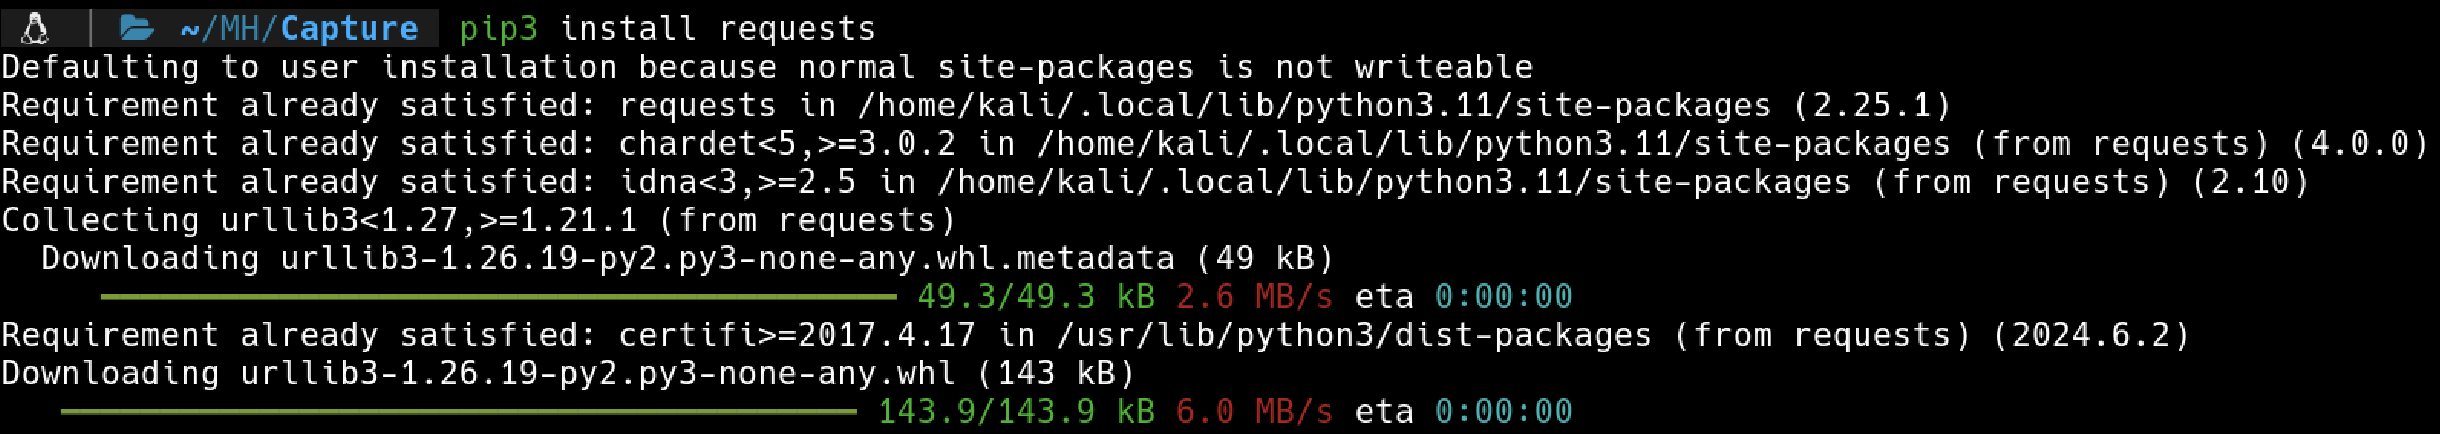 ~/MH/Capture pip3 install requests
Defaulting to user installation because normal site-packages is not writeable
Requirement already satisfied: requests in /home/kali/.local/lib/python3.11/site-packages (2.25.1)
Requirement already satisfied: chardet<5,>=3.0.2 in /home/kali/.local/lib/python3.11/site-packages (from requests) (4.0.0)
Requirement already satisfied: idna<3,>=2.5 in /home/kali/.local/lib/python3.11/site-packages (from requests) (2.10)
Collecting urllib3<1.27,>=1.21.1 (from requests)
  Downloading urllib3-1.26.19-py2.py3-none-any.whl.metadata (49 kB)
49.3/49.3 kB 2.6 MB/s eta 0:00:00
Requirement already satisfied: certifi>=2017.4.17 in /usr/lib/python3/dist-packages (from requests) (2024.6.2)
Downloading urllib3-1.26.19-py2.py3-none-any.whl (143 kB)
143.9/143.9 kB 6.0 MB/s eta 0:00:00